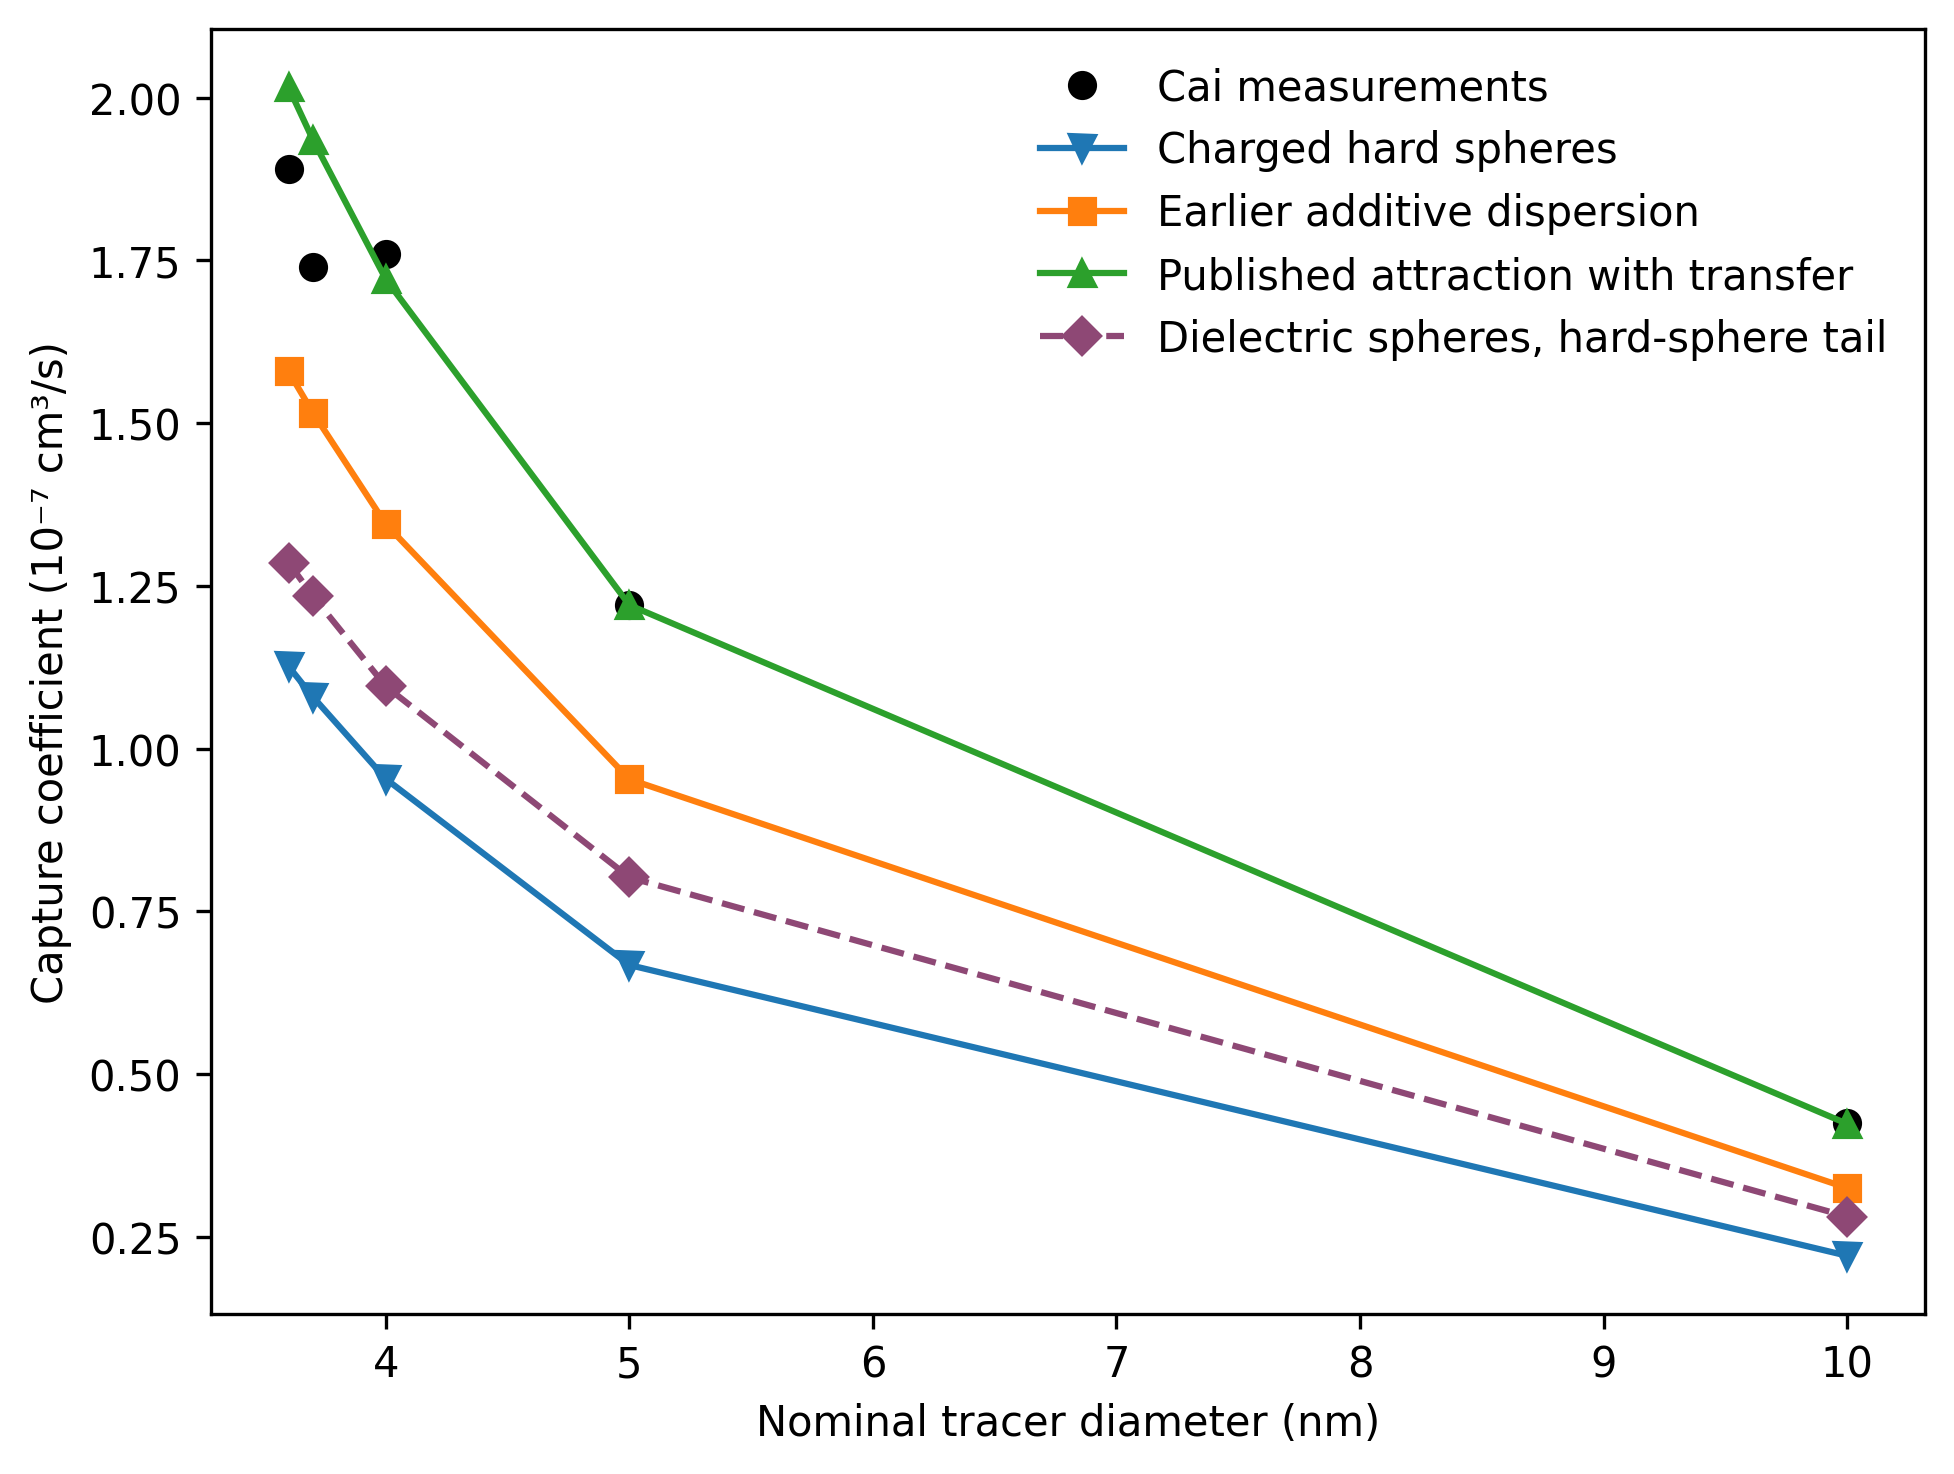 Cai measurements
Charged hard spheres
Earlier additive dispersion
Published attraction with transfer
Dielectric spheres, hard-sphere tail
Capture coefficient (10⁻⁷ cm³/s)
2.00
1.75
1.50
1.25
1.00
0.75
0.50
0.25
4 5 6 7 8 9 10
Nominal tracer diameter (nm)